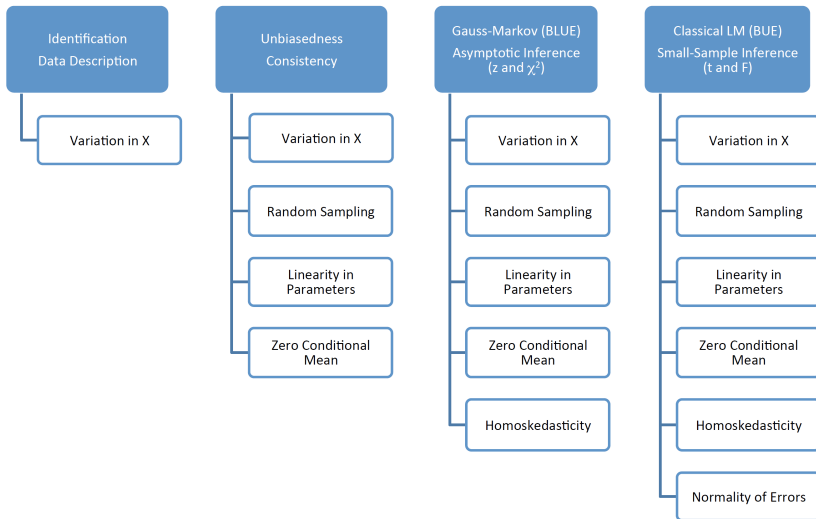 Identification
Data Description
Variation in X
Unbiasedness
Consistency
Variation in X
Random Sampling
Linearity in
Parameters
Zero Conditional
Mean
Gauss-Markov (BLUE)
Asymptotic Inference
(z and χ²)
Variation in X
Random Sampling
Linearity in
Parameters
Zero Conditional
Mean
Homoskedasticity
Classical LM (BUE)
Small-Sample Inference
(t and F)
Variation in X
Random Sampling
Linearity in
Parameters
Zero Conditional
Mean
Homoskedasticity
Normality of Errors